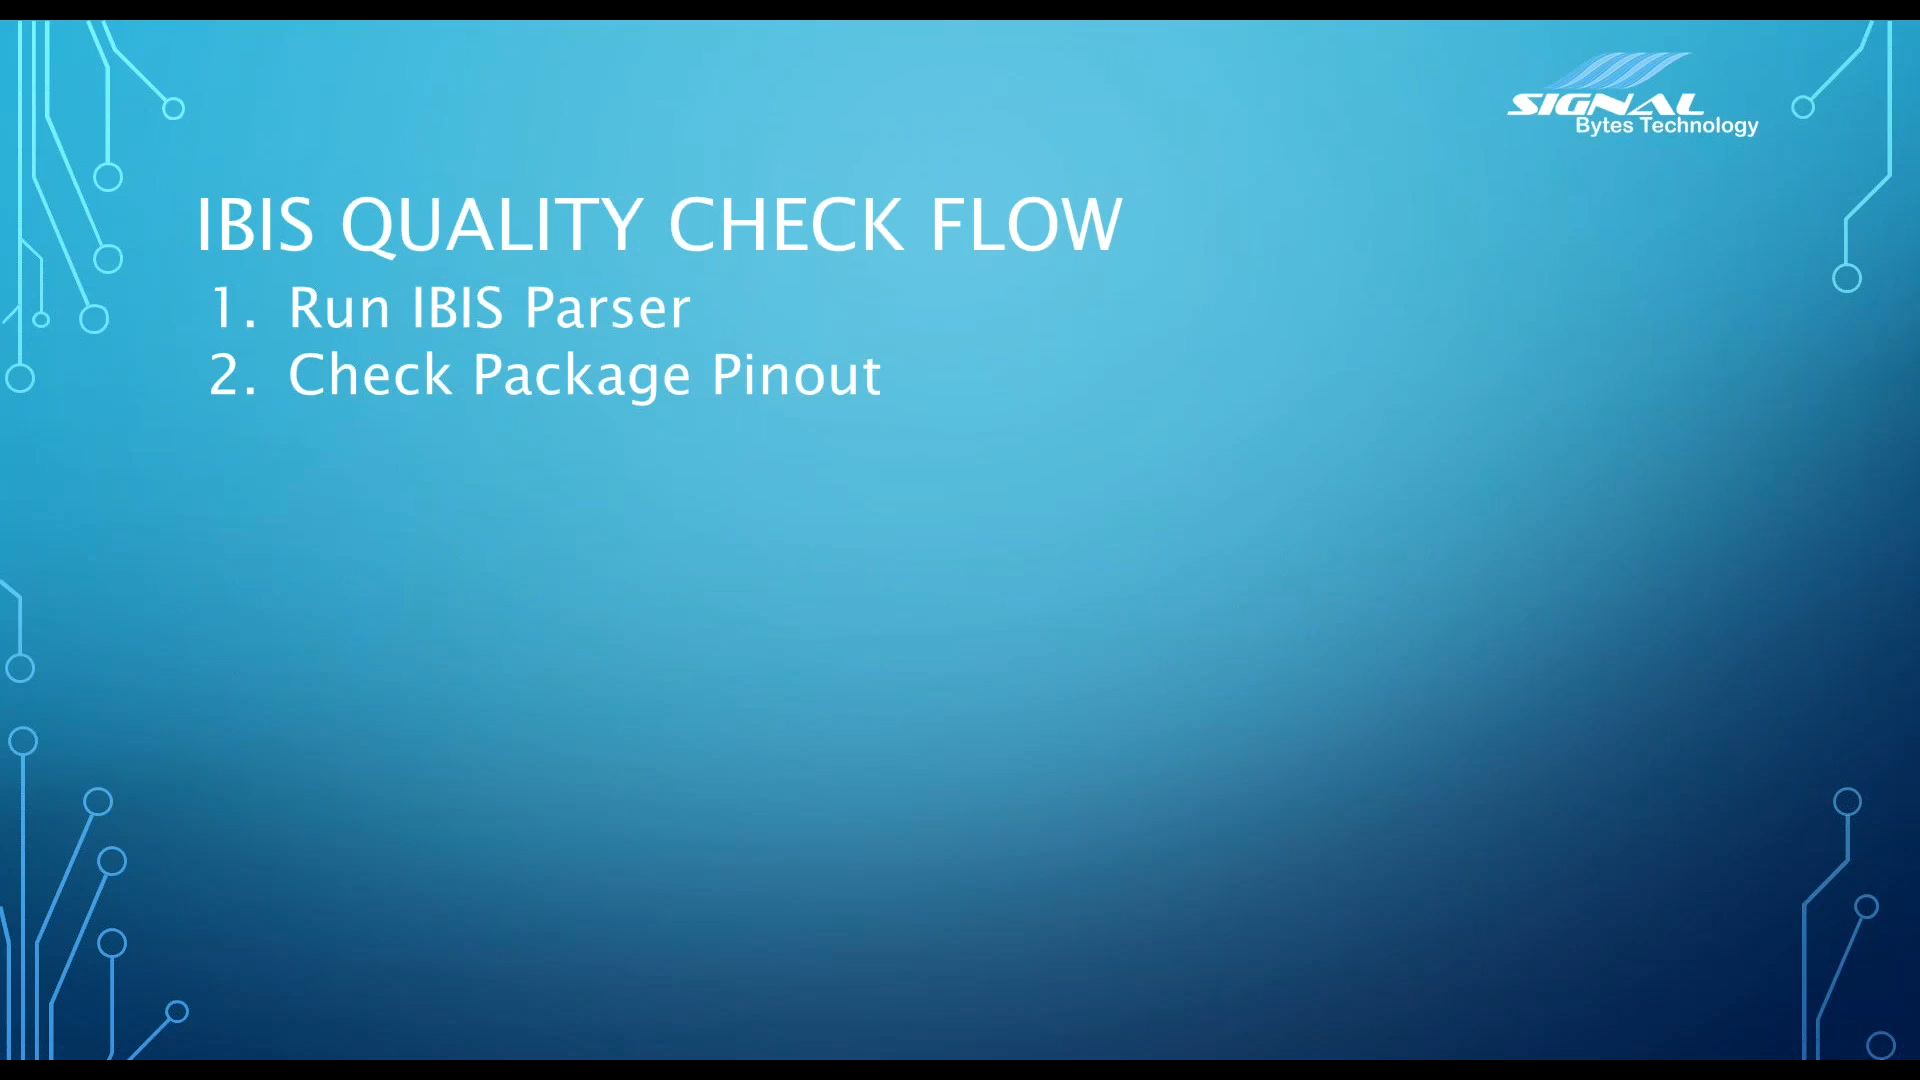 SIGNAL
Bytes Technology
IBIS QUALITY CHECK FLOW
1. Run IBIS Parser
2. Check Package Pinout